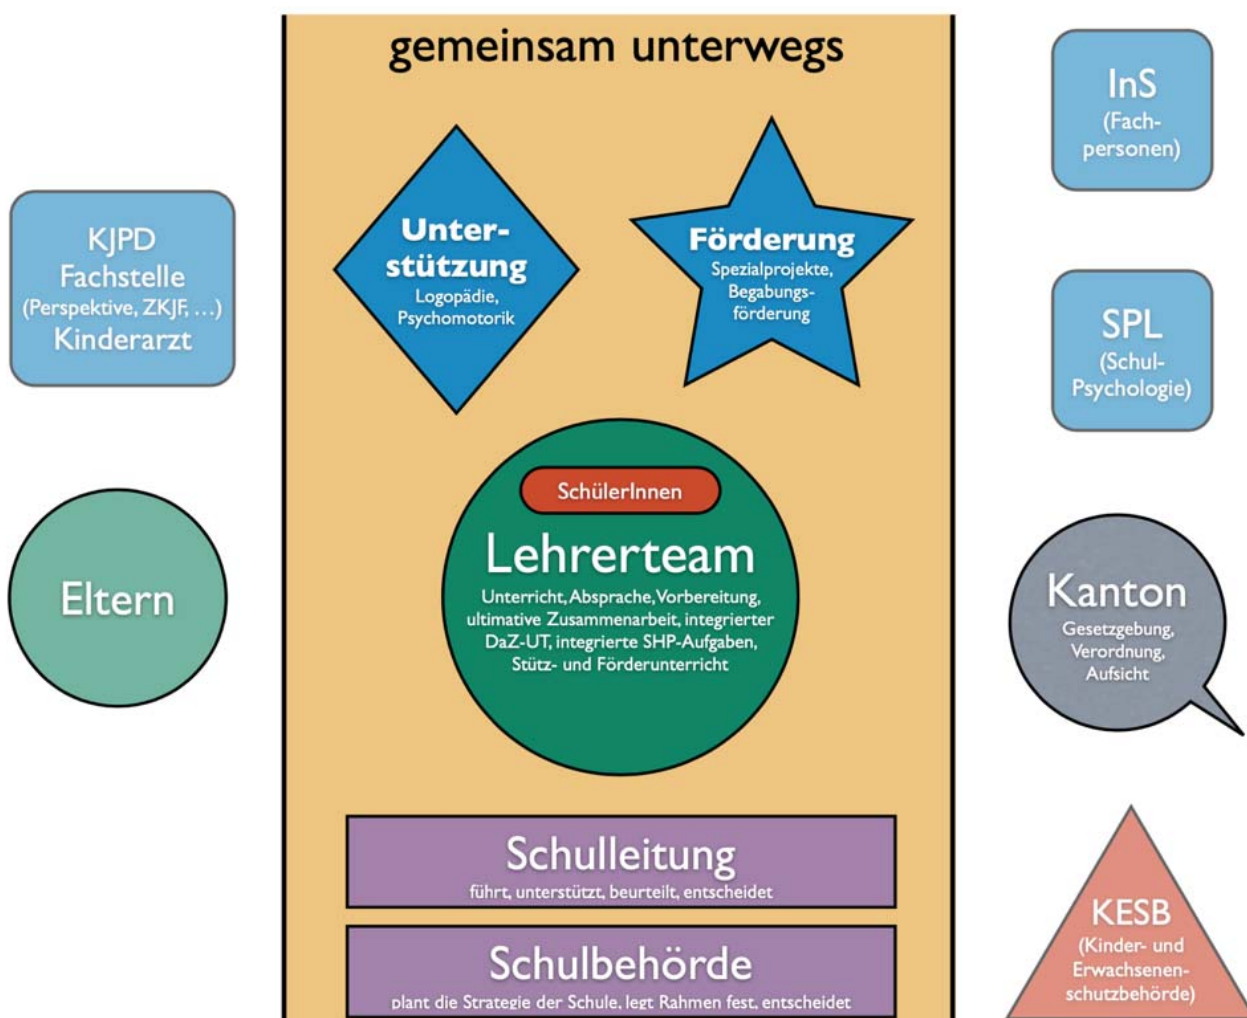 gemeinsam unterwegs
KJPD
Fachstelle
(Perspektive, ZKJF, …)
Kinderarzt
Eltern
Unter-
stützung
Logopädie,
Psychomotorik
Förderung
Spezialprojekte,
Begabungs-
förderung
SchülerInnen
Lehrerteam
Unterricht, Absprache, Vorbereitung,
ultimative Zusammenarbeit, integrierter
DaZ-UT, integrierte SHP-Aufgaben,
Stütz- und Förderunterricht
Schulleitung
führt, unterstützt, beurteilt, entscheidet
Schulbehörde
plant die Strategie der Schule, legt Rahmen fest, entscheidet
InS
(Fach-
personen)
SPL
(Schul-
Psychologie)
Kanton
Gesetzgebung,
Verordnung,
Aufsicht
KESB
(Kinder- und
Erwachsenen-
schutzbehörde)